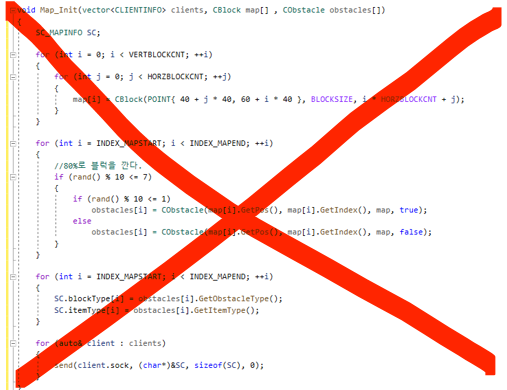 void Map_Init(vector<CLIENTINFO> clients, CBlock map[] , CObstacle obstacles[])
{
SC_MAPINFO SC;
for (int i = 0; i < VERTBLOCKCNT; ++i)
{
for (int j = 0; j < HORZBLOCKCNT; ++j)
{
map[i] = CBlock(POINT{ 40 + j * 40, 60 + i * 40 }, BLOCKSIZE, i * HORZBLOCKCNT + j);
}
}
for (int i = INDEX_MAPSTART; i < INDEX_MAPEND; ++i)
{
//80%로 블럭을 깐다.
if (rand() % 10 <= 7)
{
if (rand() % 10 <= 1)
obstacles[i] = CObstacle(map[i].GetPos(), map[i].GetIndex(), map, true);
else
obstacles[i] = CObstacle(map[i].GetPos(), map[i].GetIndex(), map, false);
}
}
for (int i = INDEX_MAPSTART; i < INDEX_MAPEND; ++i)
{
SC.blockType[i] = obstacles[i].GetObstacleType();
SC.itemType[i] = obstacles[i].GetItemType();
}
for (auto& client : clients)
{
send(client.sock, (char*)&SC, sizeof(SC), 0);
}